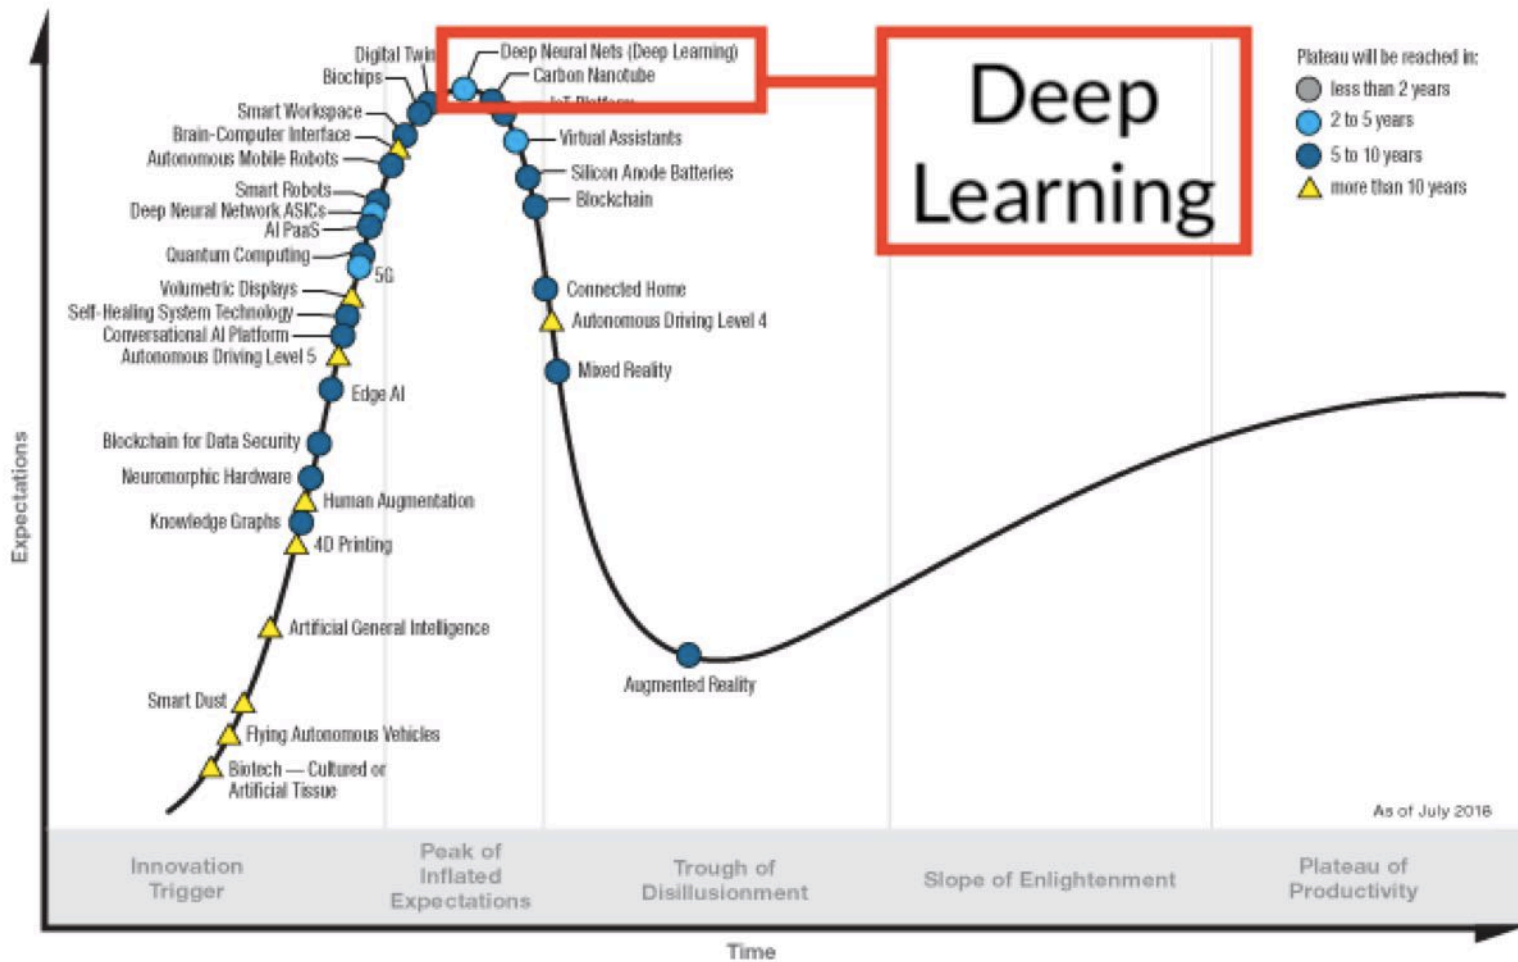 Digital Twin
Biochips
Smart Workspace
Brain-Computer Interface
Autonomous Mobile Robots
Smart Robots
Deep Neural Network ASICs
AI PaaS
Quantum Computing
5G
Volumetric Displays
Self-Healing System Technology
Conversational AI Platform
Autonomous Driving Level 5
Edge AI
Blockchain for Data Security
Neuromorphic Hardware
Human Augmentation
Knowledge Graphs
4D Printing
Artificial General Intelligence
Smart Dust
Flying Autonomous Vehicles
Biotech — Cultured or
Artificial Tissue
Deep Neural Nets (Deep Learning)
Carbon Nanotube
IoT Platform
Virtual Assistants
Silicon Anode Batteries
Blockchain
Connected Home
Autonomous Driving Level 4
Mixed Reality
Augmented Reality
Deep
Learning
Plateau will be reached in:
less than 2 years
2 to 5 years
5 to 10 years
more than 10 years
As of July 2018
Expectations
Innovation
Trigger
Peak of
Inflated
Expectations
Trough of
Disillusionment
Slope of Enlightenment
Plateau of
Productivity
Time